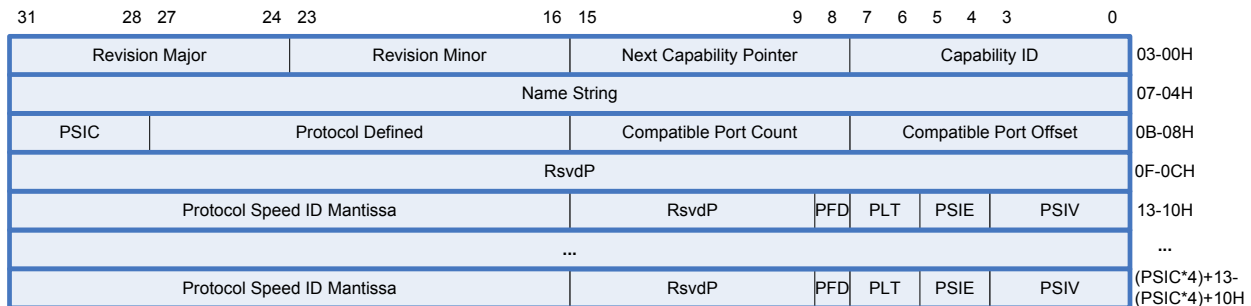 31 28 27 24 23 16 15 9 8 7 6 5 4 3 0
Revision Major Revision Minor Next Capability Pointer Capability ID 03-00H
Name String 07-04H
PSIC Protocol Defined Compatible Port Count Compatible Port Offset 0B-08H
RsvdP 0F-0CH
Protocol Speed ID Mantissa RsvdP PFD PLT PSIE PSIV 13-10H
... ...
Protocol Speed ID Mantissa RsvdP PFD PLT PSIE PSIV (PSIC*4)+13-
(PSIC*4)+10H